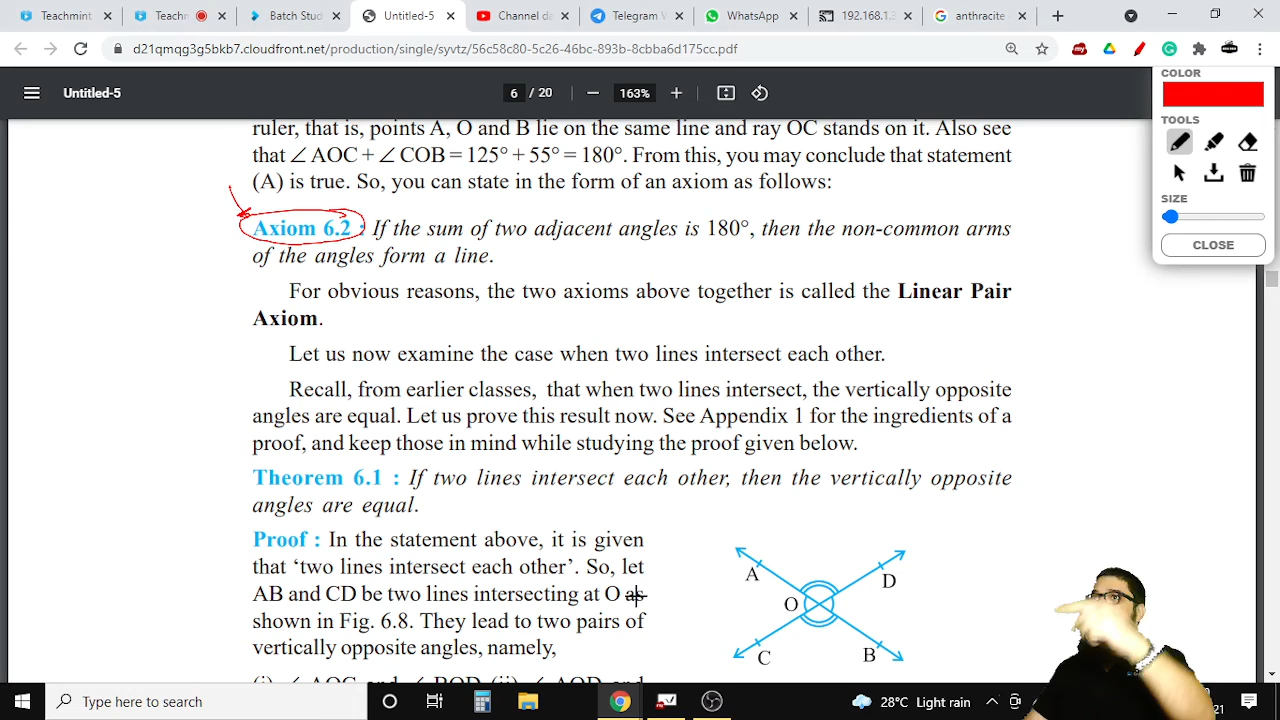 Teachmint
Teachm
Batch Stud
Untitled-5
Channel da
Telegram W
WhatsApp
192.168.1.3
anthracite -
d21qmqg3g5bkb7.cloudfront.net/production/single/syvtz/56c58c80-5c26-46bc-893b-8cbba6d175cc.pdf
Untitled-5
6 / 20
163%
COLOR
TOOLS
SIZE
CLOSE
ruler, that is, points A, O and B lie on the same line and ray OC stands on it. Also see
that ∠ AOC + ∠ COB = 125° + 55° = 180°. From this, you may conclude that statement
(A) is true. So, you can state in the form of an axiom as follows:
Axiom 6.2 : If the sum of two adjacent angles is 180°, then the non-common arms
of the angles form a line.
For obvious reasons, the two axioms above together is called the Linear Pair
Axiom.
Let us now examine the case when two lines intersect each other.
Recall, from earlier classes, that when two lines intersect, the vertically opposite
angles are equal. Let us prove this result now. See Appendix 1 for the ingredients of a
proof, and keep those in mind while studying the proof given below.
Theorem 6.1 : If two lines intersect each other, then the vertically opposite
angles are equal.
Proof : In the statement above, it is given
that ‘two lines intersect each other’. So, let
AB and CD be two lines intersecting at O as
shown in Fig. 6.8. They lead to two pairs of
vertically opposite angles, namely,
(i) ∠ AOC and ∠ BOD (ii) ∠ AOD and
A
D
O
C
B
Type here to search
28°C Light rain
21